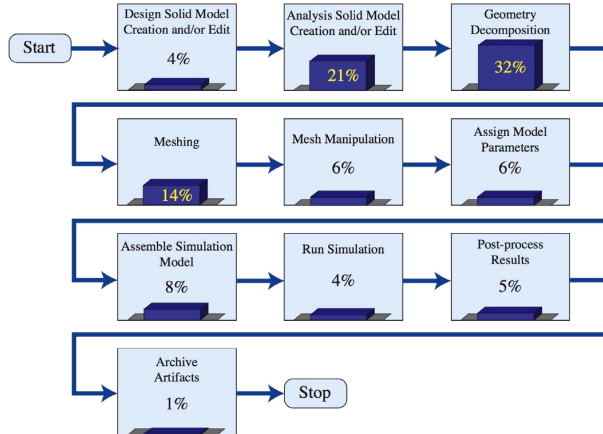 Start
Design Solid Model
Creation and/or Edit
4%
Analysis Solid Model
Creation and/or Edit
21%
Geometry
Decomposition
32%
Meshing
14%
Mesh Manipulation
6%
Assign Model
Parameters
6%
Assemble Simulation
Model
8%
Run Simulation
4%
Post-process
Results
5%
Archive
Artifacts
1%
Stop